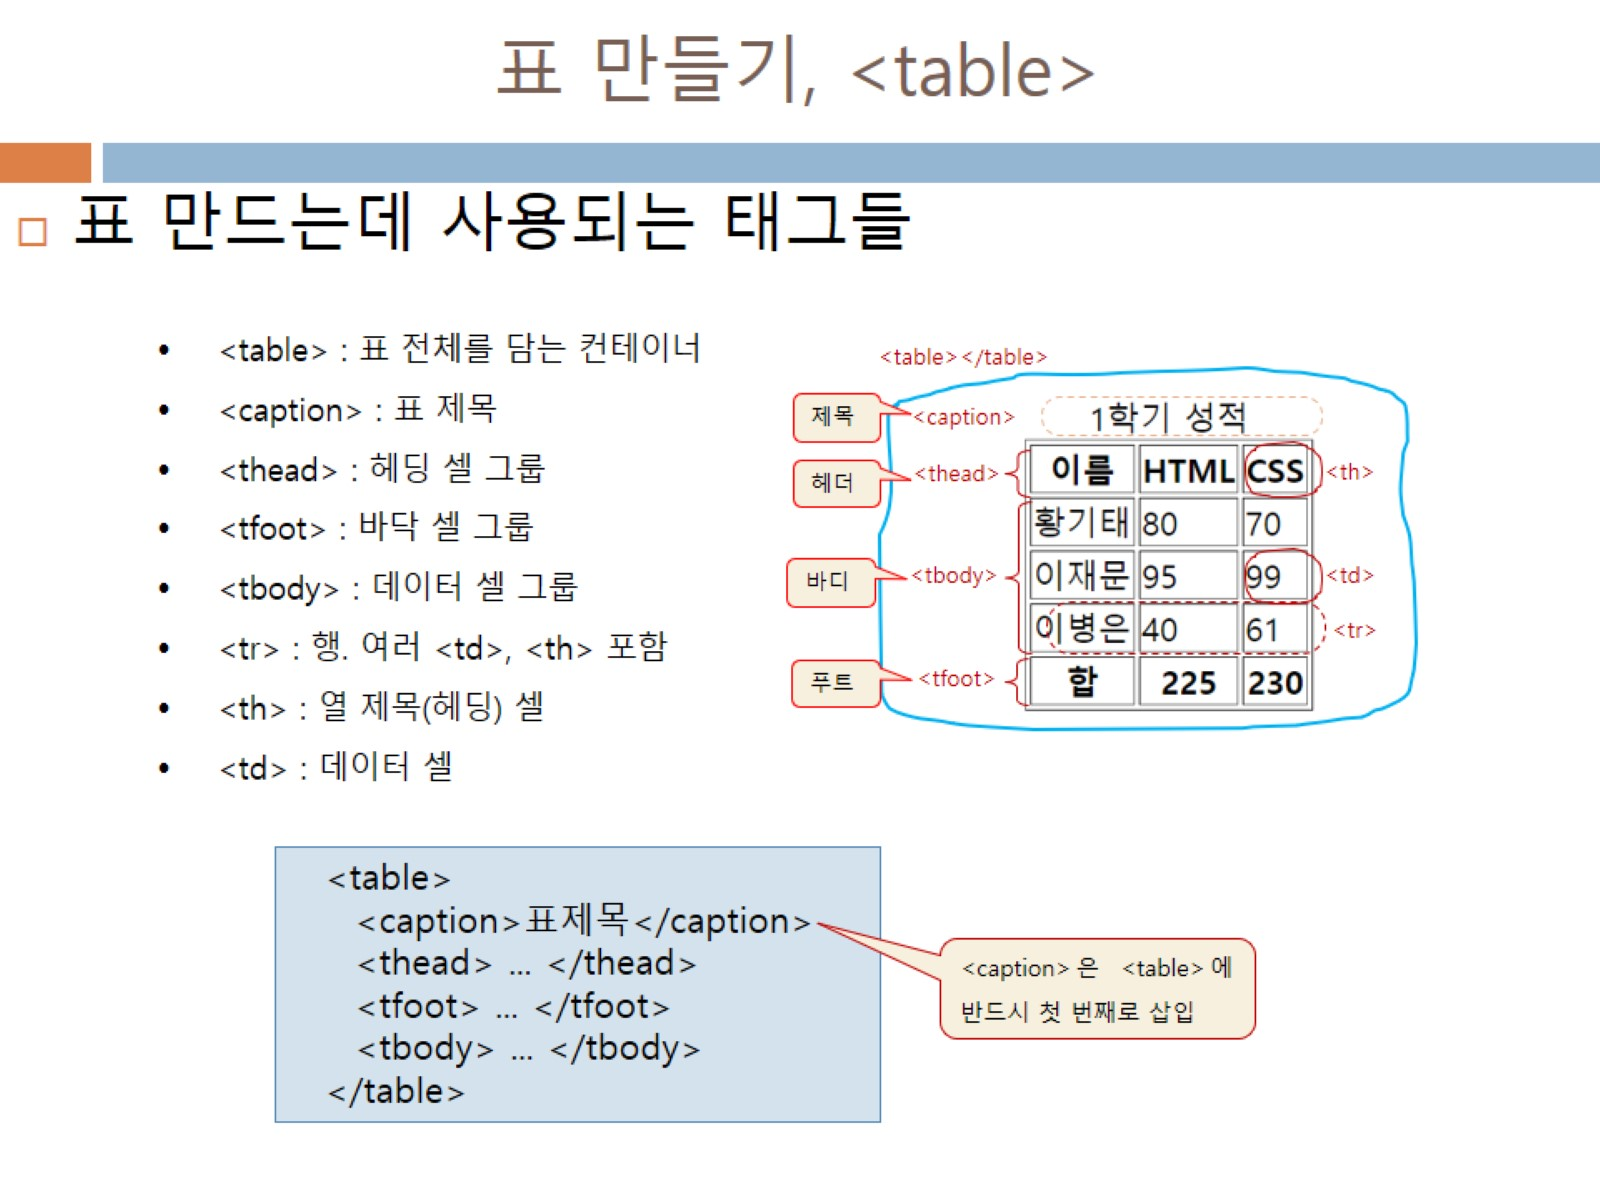 표 만들기, <table>
표 만드는데 사용되는 태그들
• <table> : 표 전체를 담는 컨테이너
• <caption> : 표 제목
• <thead> : 헤딩 셀 그룹
• <tfoot> : 바닥 셀 그룹
• <tbody> : 데이터 셀 그룹
• <tr> : 행. 여러 <td>, <th> 포함
• <th> : 열 제목(헤딩) 셀
• <td> : 데이터 셀
<table></table>
제목 <caption> 1학기 성적
헤더 <thead> 이름 HTML CSS <th>
황기태 80 70
바디 <tbody> 이재문 95 99 <td>
이병은 40 61 <tr>
푸트 <tfoot> 합 225 230
<table>
<caption>표제목</caption>
<thead> ... </thead>
<tfoot> ... </tfoot>
<tbody> ... </tbody>
</table>
<caption> 은 <table> 에
반드시 첫 번째로 삽입